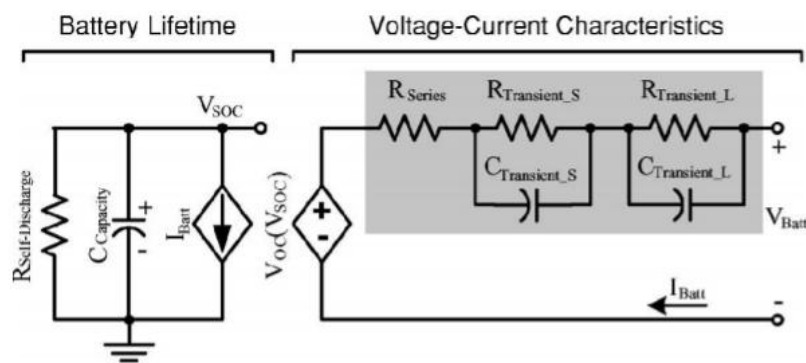 Battery Lifetime
Voltage-Current Characteristics
VSOC
RSelf-Discharge
CCapacity
+
-
IBatt
VOC(VSOC)
+
-
RSeries
RTransient_S
CTransient_S
RTransient_L
CTransient_L
+
VBatt
-
IBatt